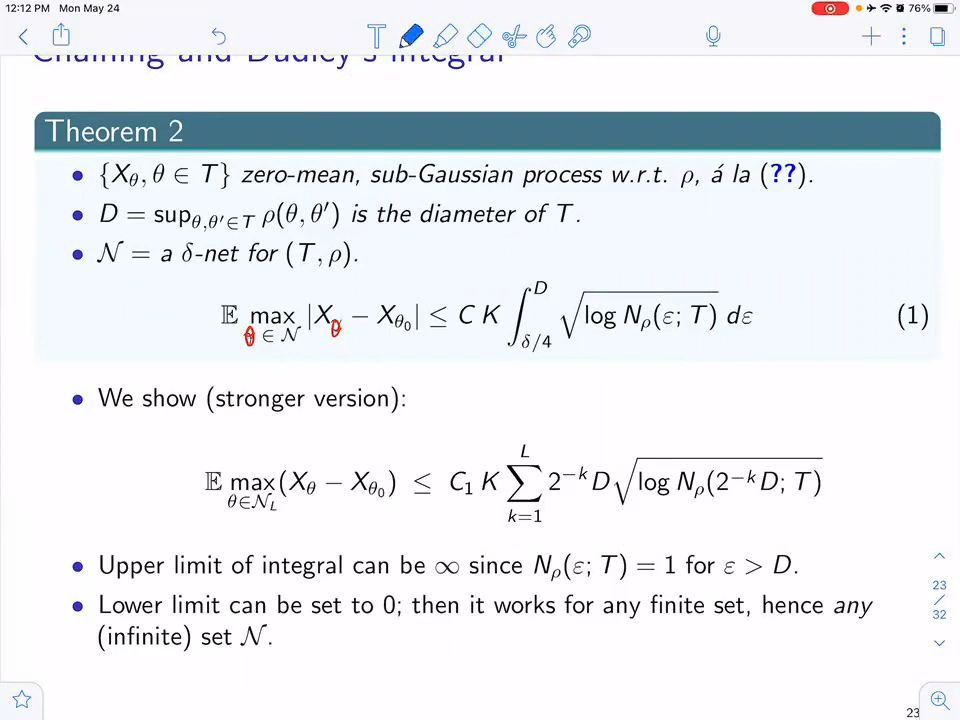 12:12 PM Mon May 24
76%
Chaining and Dudley's integral
Theorem 2
• {X_θ, θ ∈ T} zero-mean, sub-Gaussian process w.r.t. ρ, á la (??).
• D = sup_{θ,θ′∈T} ρ(θ, θ′) is the diameter of T.
• 𝒩 = a δ-net for (T, ρ).
𝔼 max_{θ ∈ 𝒩} |X_θ − X_{θ_0}| ≤ C K ∫_{δ/4}^{D} √(log N_ρ(ε; T)) dε (1)
• We show (stronger version):
𝔼 max_{θ∈𝒩_L} (X_θ − X_{θ_0}) ≤ C_1 K ∑_{k=1}^{L} 2^{−k} D √(log N_ρ(2^{−k}D; T))
• Upper limit of integral can be ∞ since N_ρ(ε; T) = 1 for ε > D.
• Lower limit can be set to 0; then it works for any finite set, hence any
(infinite) set 𝒩.
23
/
32
23